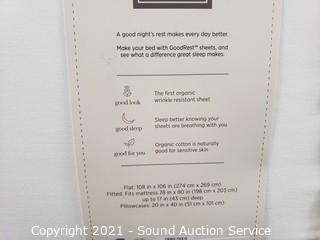 A good night's rest makes every day better.
Make your bed with GoodRest™ sheets, and
see what a difference great sleep makes.
good look
The first organic
wrinkle resistant sheet
good sleep
Sleep better knowing your
sheets are breathing with you
good for you
Organic cotton is naturally
good for sensitive skin
Flat: 108 in x 106 in (274 cm x 269 cm)
Fitted: Fits mattress 78 in x 80 in (198 cm x 203 cm)
up to 17 in (43 cm) deep
Pillowcases: 20 in x 40 in (51 cm x 101 cm)
Copyright 2021 - Sound Auction Service